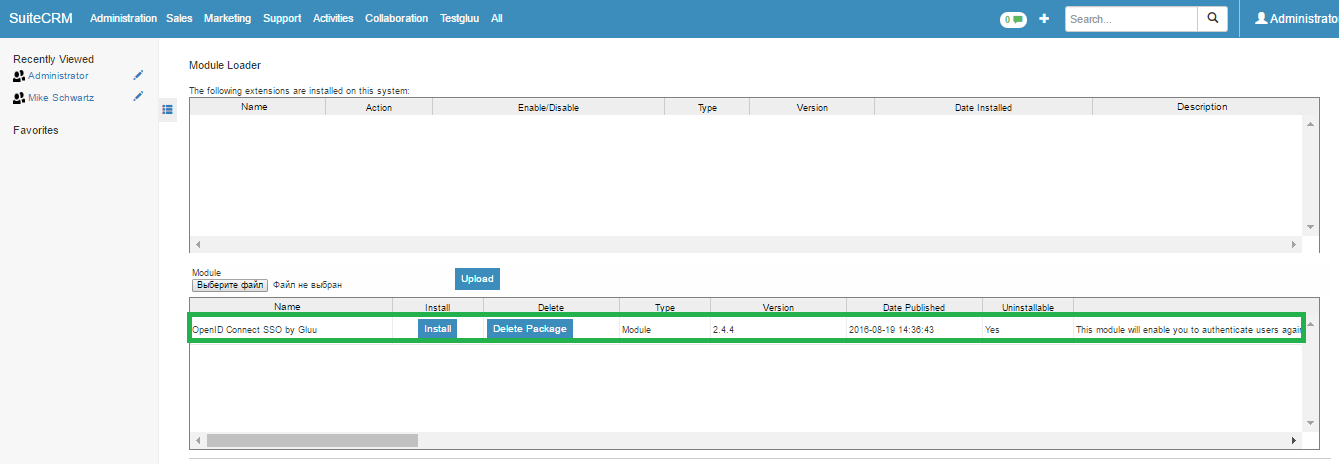 SuiteCRM Administration Sales Marketing Support Activities Collaboration Testgluu All 0 Search... Administrato
Recently Viewed
Administrator
Mike Schwartz
Favorites
Module Loader
The following extensions are installed on this system:
Name Action Enable/Disable Type Version Date Installed Description
Module
Выберите файл Файл не выбран Upload
Name Install Delete Type Version Date Published Uninstallable
OpenID Connect SSO by Gluu Install Delete Package Module 2.4.4 2016-08-19 14:36:43 Yes This module will enable you to authenticate users again